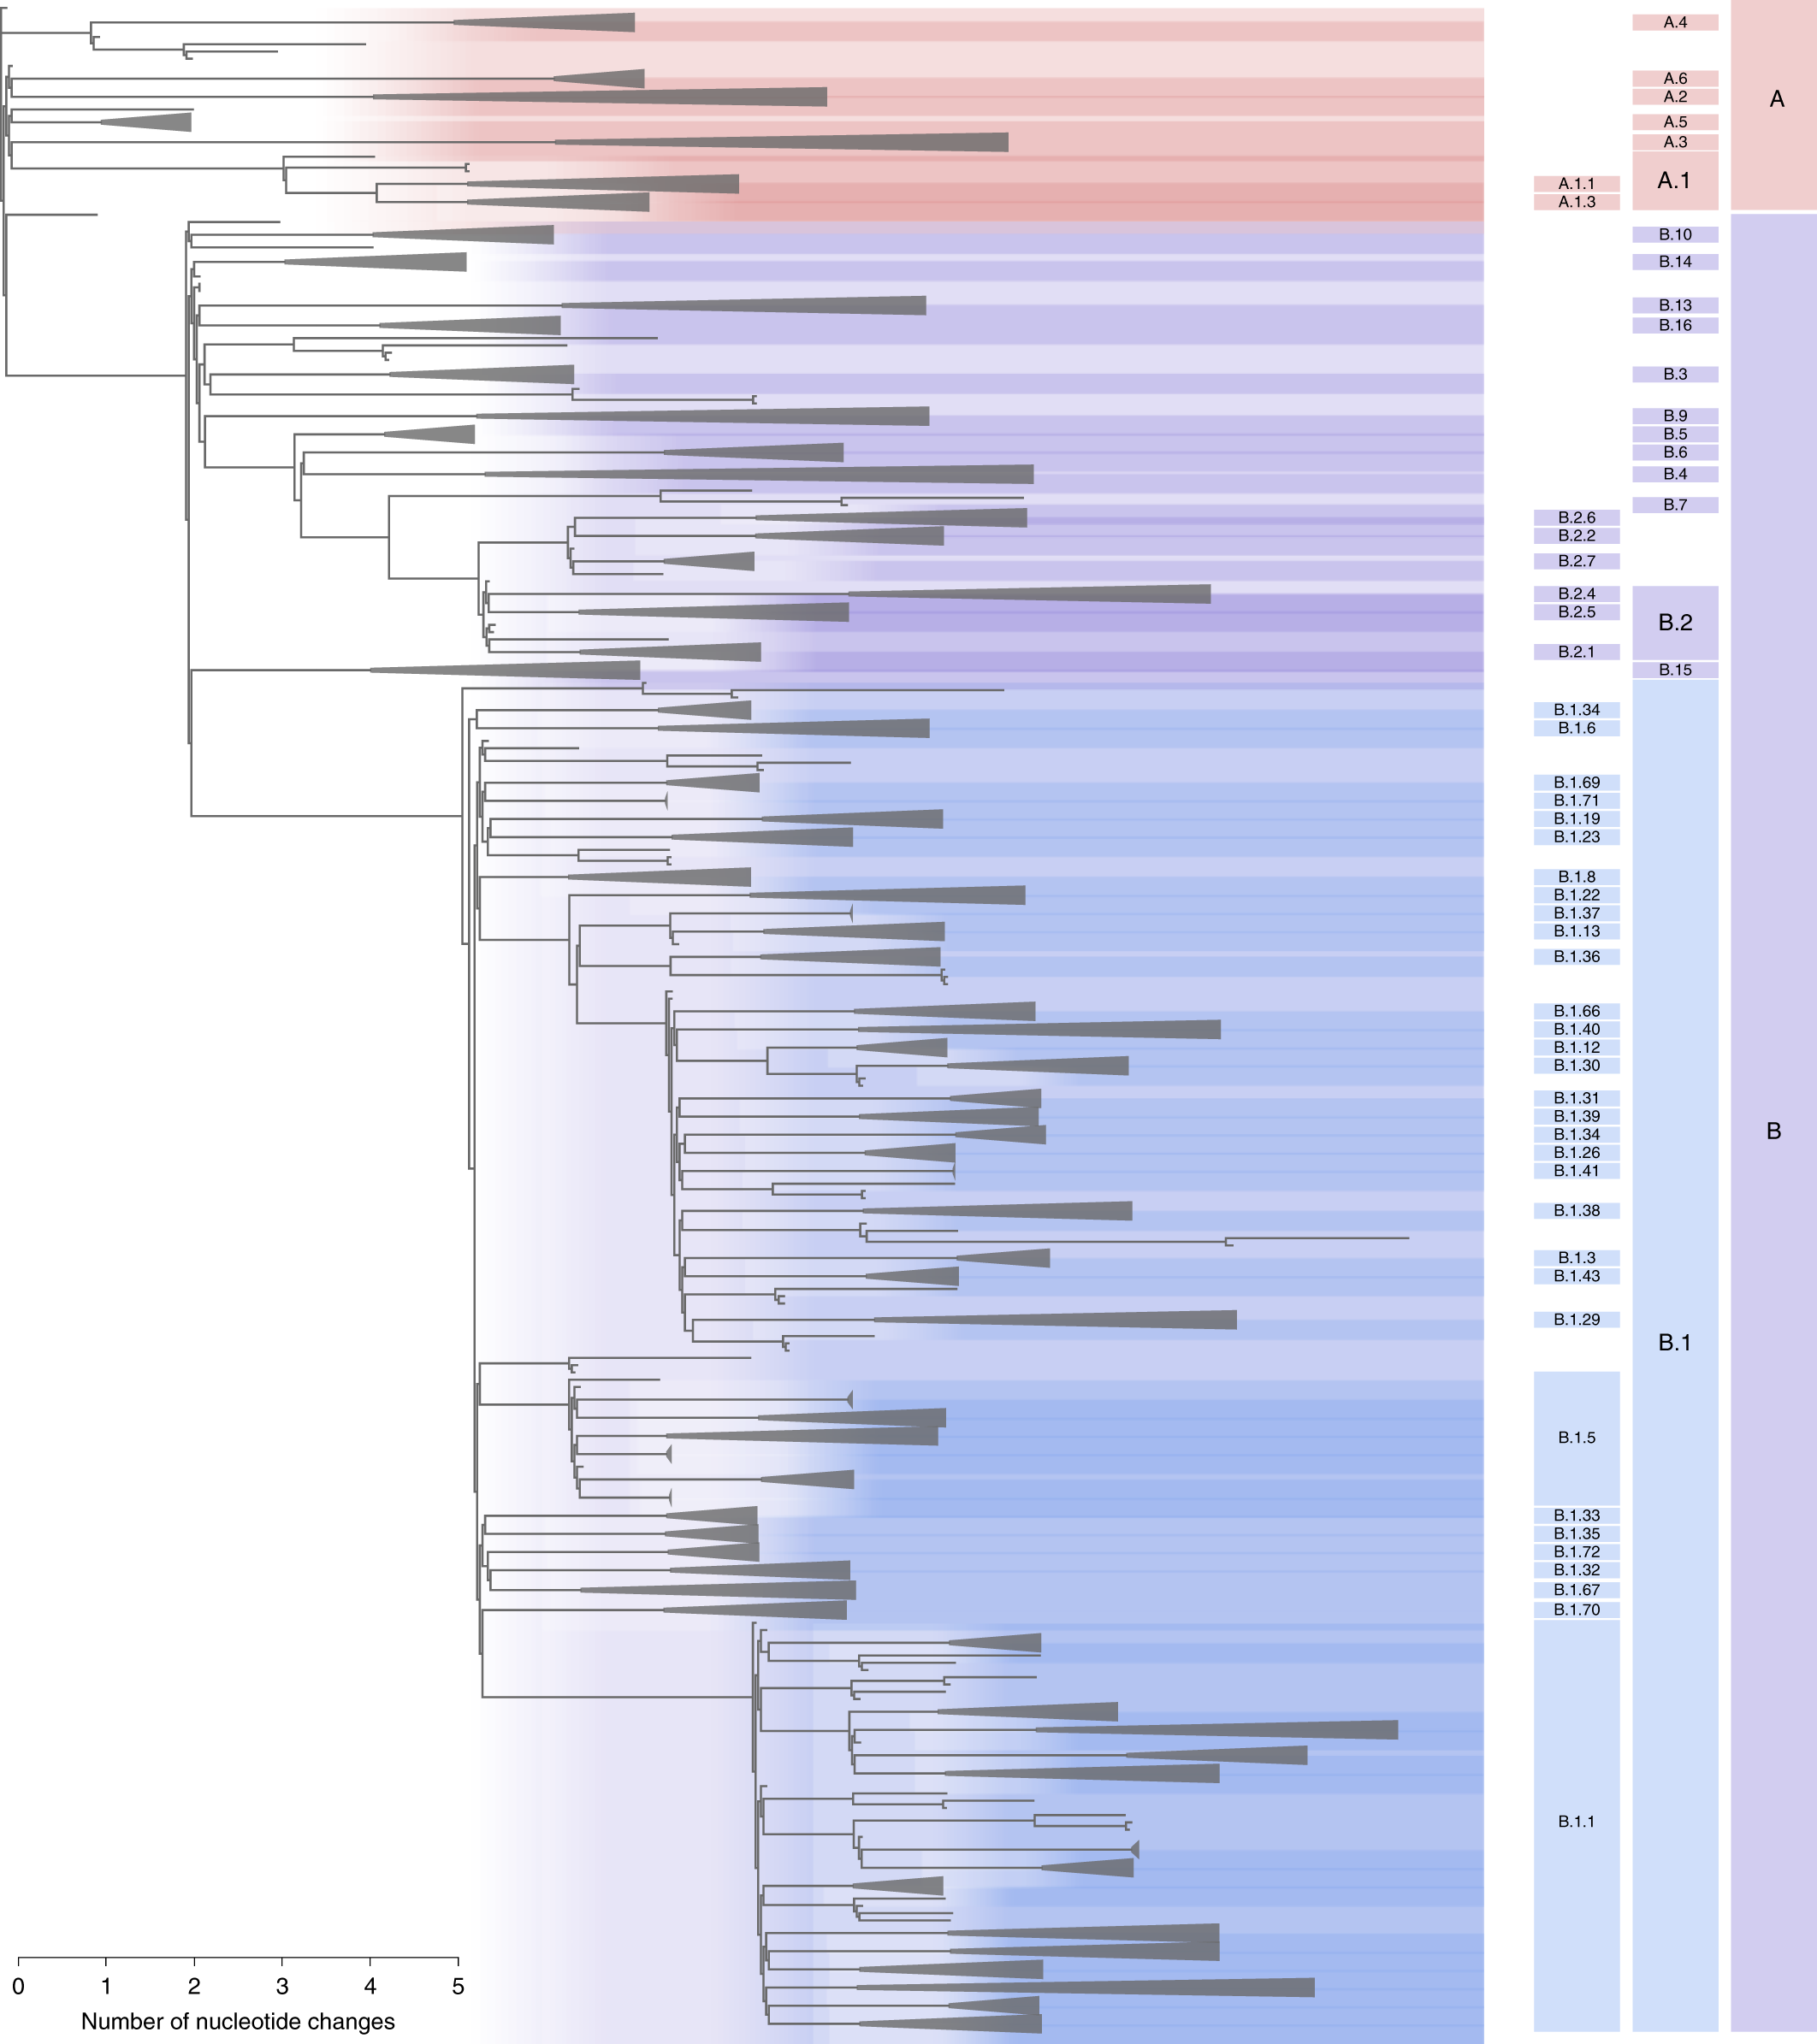 A.4
A.6
A.2
A
A.5
A.3
A.1.1
A.1
A.1.3
B.10
B.14
B.13
B.16
B.3
B.9
B.5
B.6
B.4
B.7
B.2.6
B.2.2
B.2.7
B.2.4
B.2.5
B.2
B.2.1
B.15
B.1.34
B.1.6
B.1.69
B.1.71
B.1.19
B.1.23
B.1.8
B.1.22
B.1.37
B.1.13
B.1.36
B.1.66
B.1.40
B.1.12
B.1.30
B.1.31
B.1.39
B.1.34
B
B.1.26
B.1.41
B.1.38
B.1.3
B.1.43
B.1.29
B.1
B.1.5
B.1.33
B.1.35
B.1.72
B.1.32
B.1.67
B.1.70
B.1.1
0 1 2 3 4 5
Number of nucleotide changes